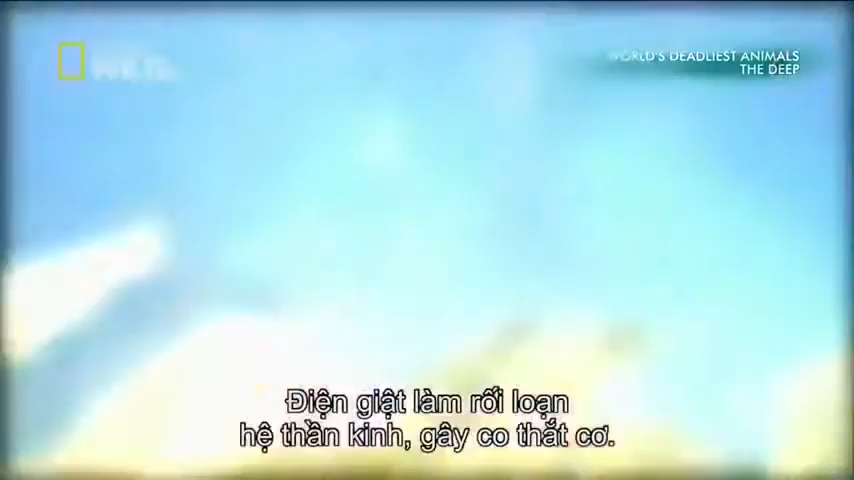 WORLD'S DEADLIEST ANIMALS
THE DEEP
Điện giật làm rối loạn
hệ thần kinh, gây co thắt cơ.